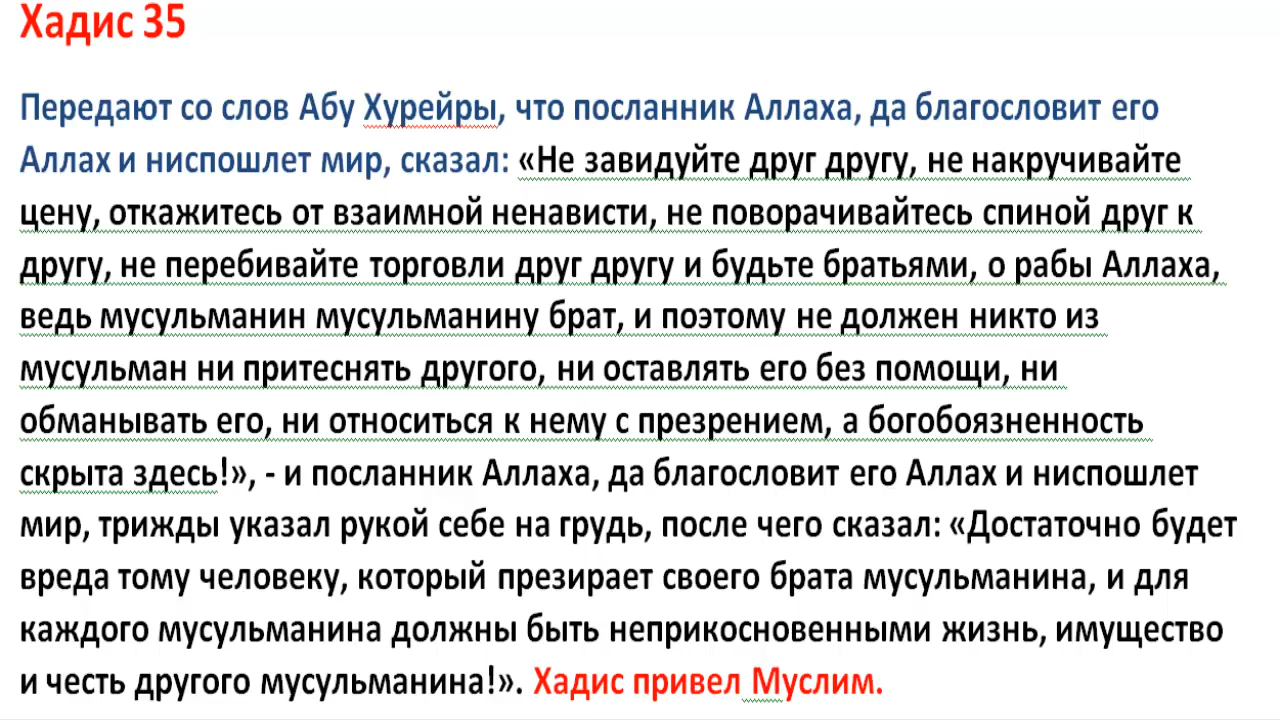 Хадис 35
Передают со слов Абу Хурейры, что посланник Аллаха, да благословит его
Аллах и ниспошлет мир, сказал: «Не завидуйте друг другу, не накручивайте
цену, откажитесь от взаимной ненависти, не поворачивайтесь спиной друг к
другу, не перебивайте торговли друг другу и будьте братьями, о рабы Аллаха,
ведь мусульманин мусульманину брат, и поэтому не должен никто из
мусульман ни притеснять другого, ни оставлять его без помощи, ни
обманывать его, ни относиться к нему с презрением, а богобоязненность
скрыта здесь!», - и посланник Аллаха, да благословит его Аллах и ниспошлет
мир, трижды указал рукой себе на грудь, после чего сказал: «Достаточно будет
вреда тому человеку, который презирает своего брата мусульманина, и для
каждого мусульманина должны быть неприкосновенными жизнь, имущество
и честь другого мусульманина!». Хадис привел Муслим.